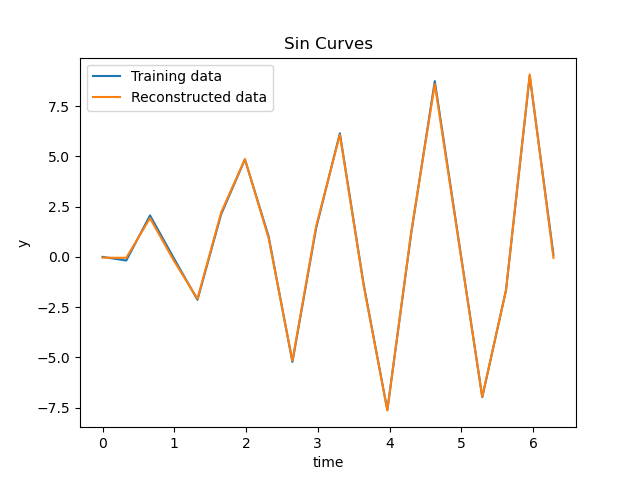 Sin Curves
Training data
Reconstructed data
7.5
5.0
2.5
0.0
−2.5
−5.0
−7.5
y
0 1 2 3 4 5 6
time